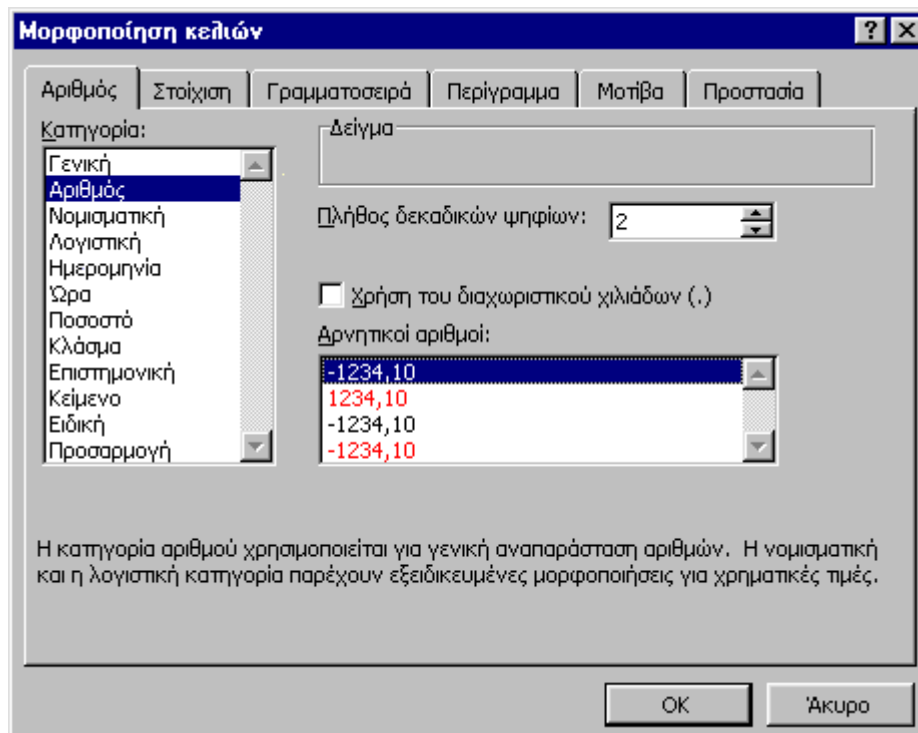 Μορφοποίηση κελιών
Αριθμός Στοίχιση Γραμματοσειρά Περίγραμμα Μοτίβα Προστασία
Κατηγορία:
Γενική
Αριθμός
Νομισματική
Λογιστική
Ημερομηνία
Ώρα
Ποσοστό
Κλάσμα
Επιστημονική
Κείμενο
Ειδική
Προσαρμογή
Δείγμα
Πλήθος δεκαδικών ψηφίων: 2
Χρήση του διαχωριστικού χιλιάδων (.)
Αρνητικοί αριθμοί:
-1234,10
1234,10
-1234,10
-1234,10
Η κατηγορία αριθμού χρησιμοποιείται για γενική αναπαράσταση αριθμών. Η νομισματική
και η λογιστική κατηγορία παρέχουν εξειδικευμένες μορφοποιήσεις για χρηματικές τιμές.
OK Άκυρο